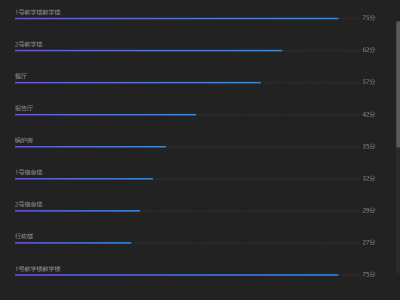 1号教学楼教学楼 75分
2号教学楼 62分
餐厅 57分
报告厅 42分
锅炉房 35分
1号宿舍楼 32分
2号宿舍楼 29分
行政楼 27分
1号教学楼教学楼 75分